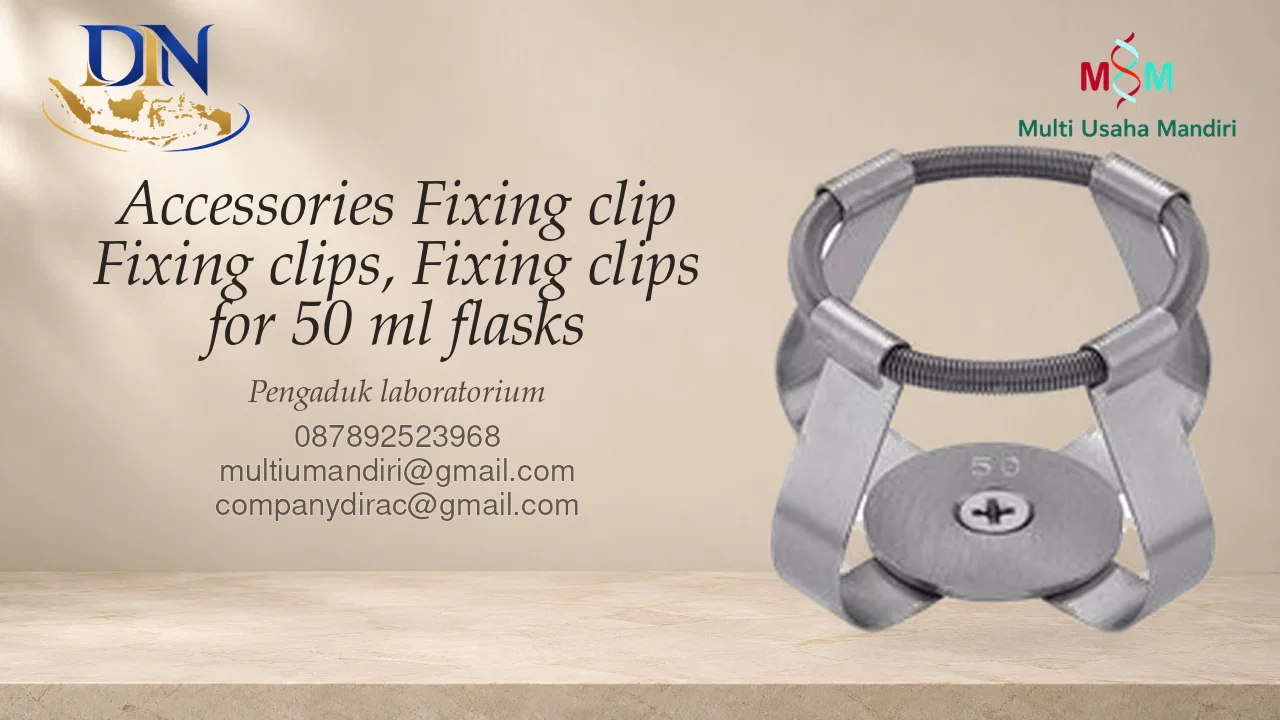 DIN
M M
Multi Usaha Mandiri
Accessories Fixing clip
Fixing clips, Fixing clips
for 50 ml flasks
Pengaduk laboratorium
087892523968
multiumandiri@gmail.com
companydirac@gmail.com
50